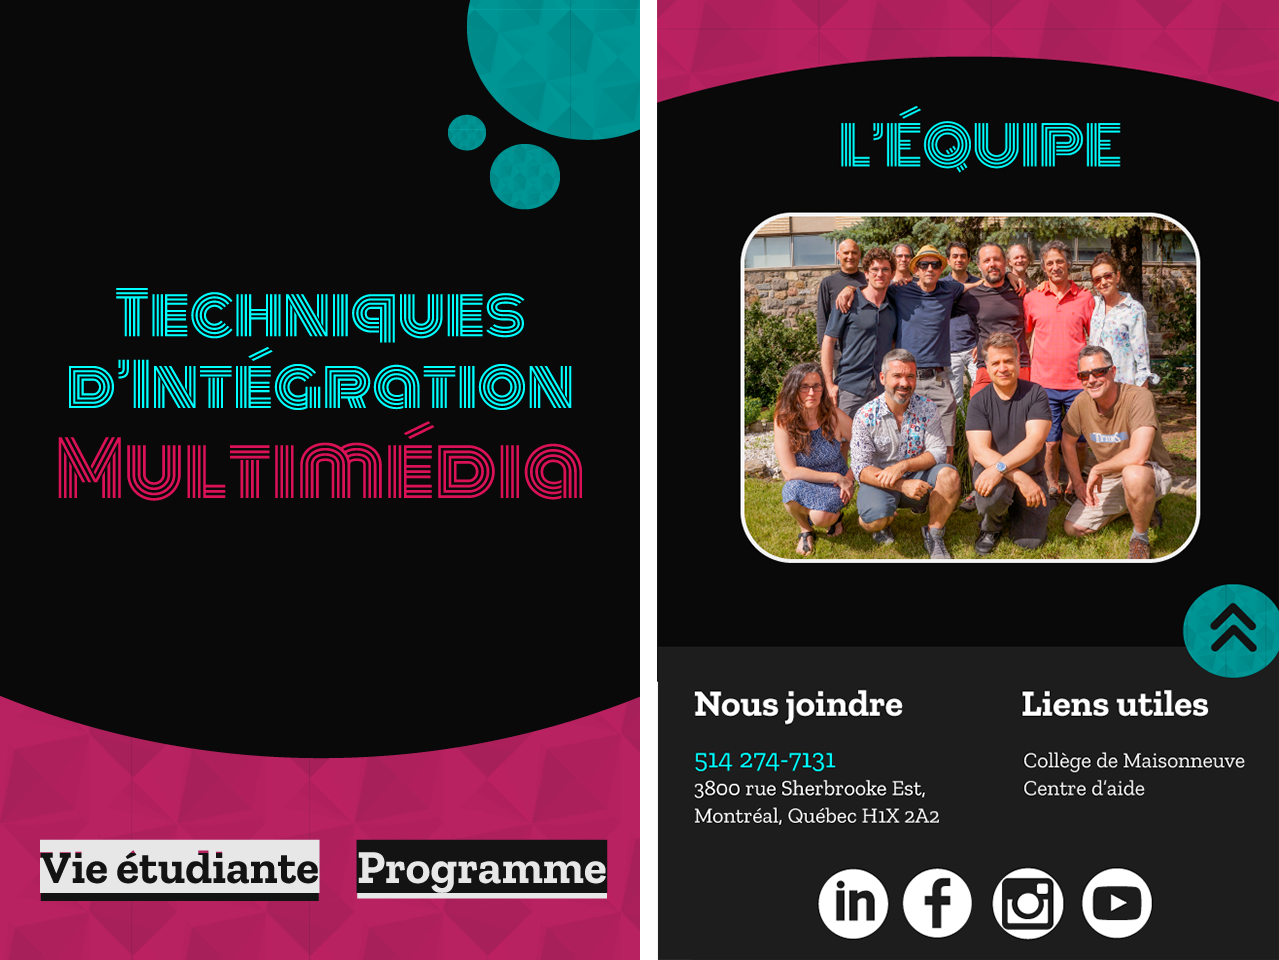 Techniques
d’Intégration
Multimédia
Vie étudiante
Programme
L’ÉQUIPE
Nous joindre
514 274-7131
3800 rue Sherbrooke Est,
Montréal, Québec H1X 2A2
Liens utiles
Collège de Maisonneuve
Centre d’aide
in